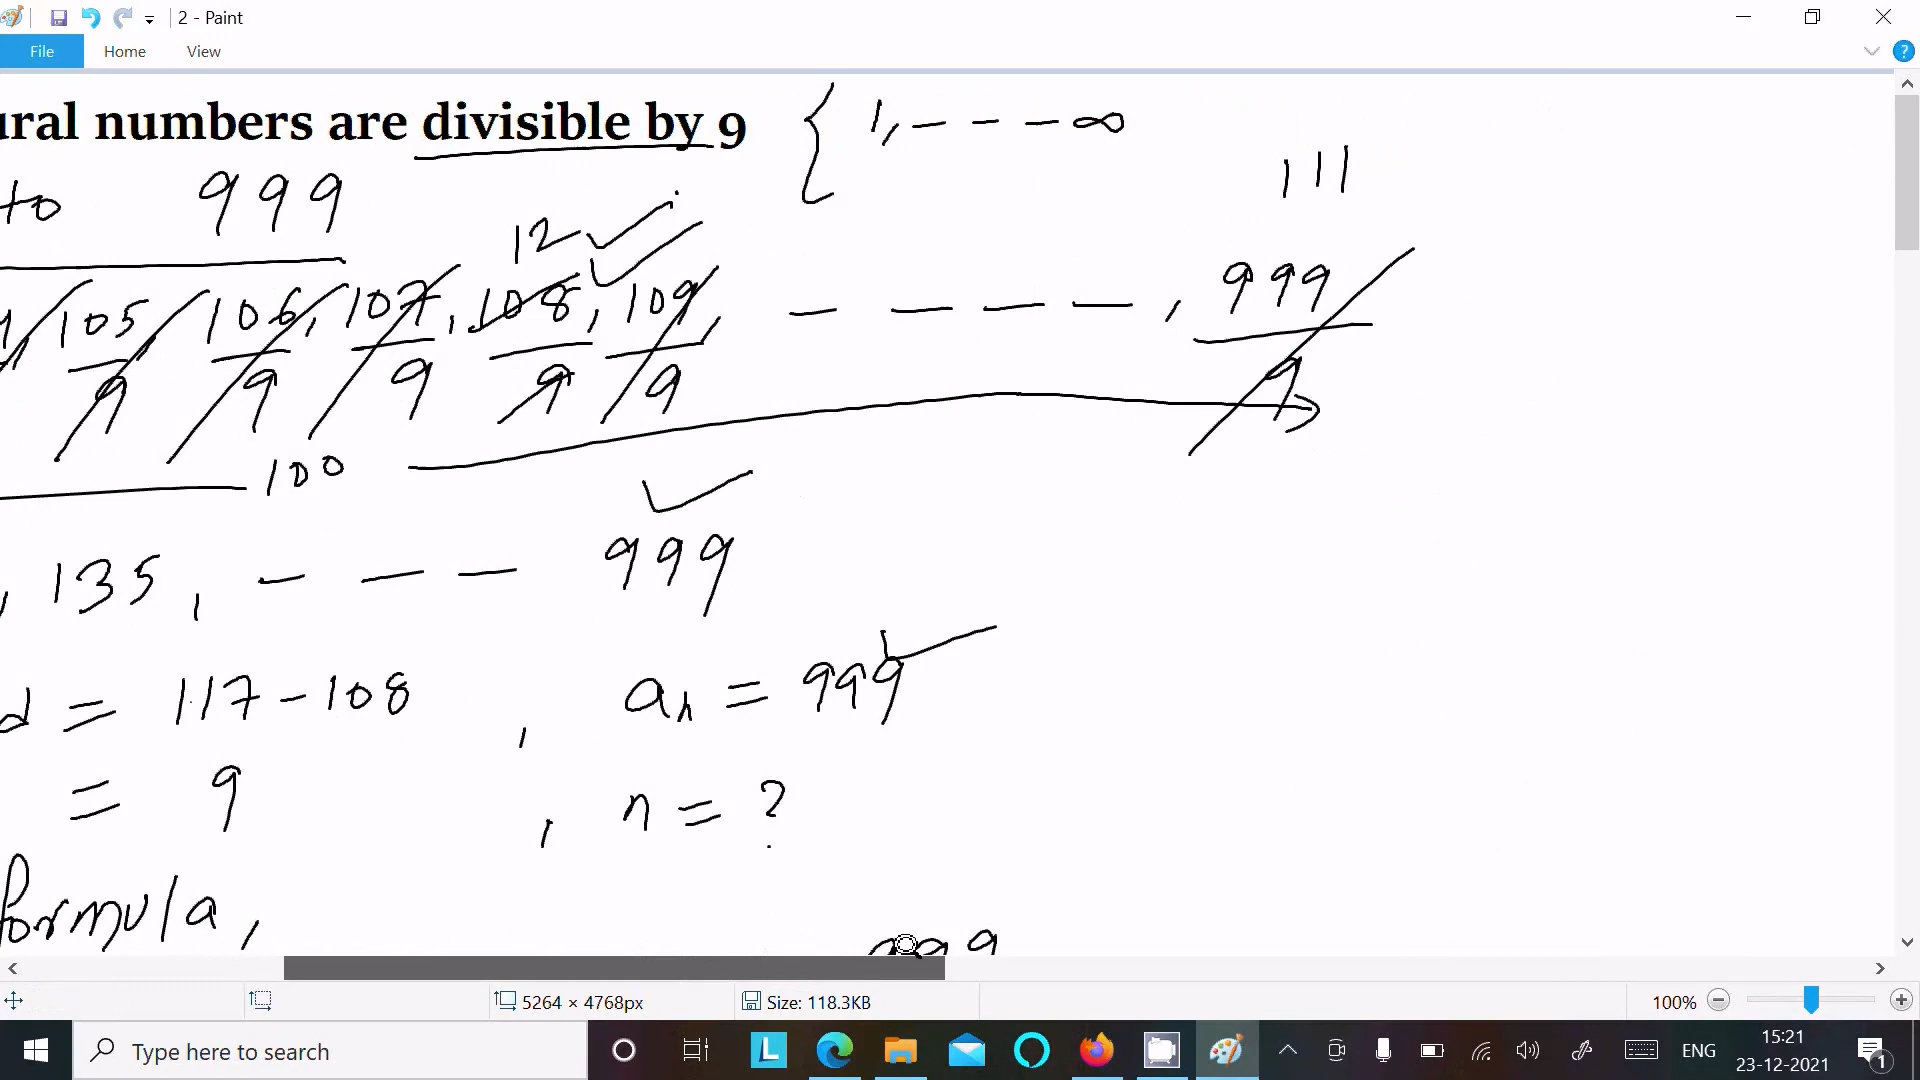 2 - Paint
File Home View
ural numbers are divisible by 9 { 1, - - - ∞
to 999 111
12
105/9 106/9, 107/9, 108/9, 109/9, - - - -, 999/9
100
, 135, - - - 999
d = 117 - 108 , an = 999
= 9 , n = ?
formula,
999
5264 × 4768px Size: 118.3KB 100%
Type here to search ENG 15:21
23-12-2021 1